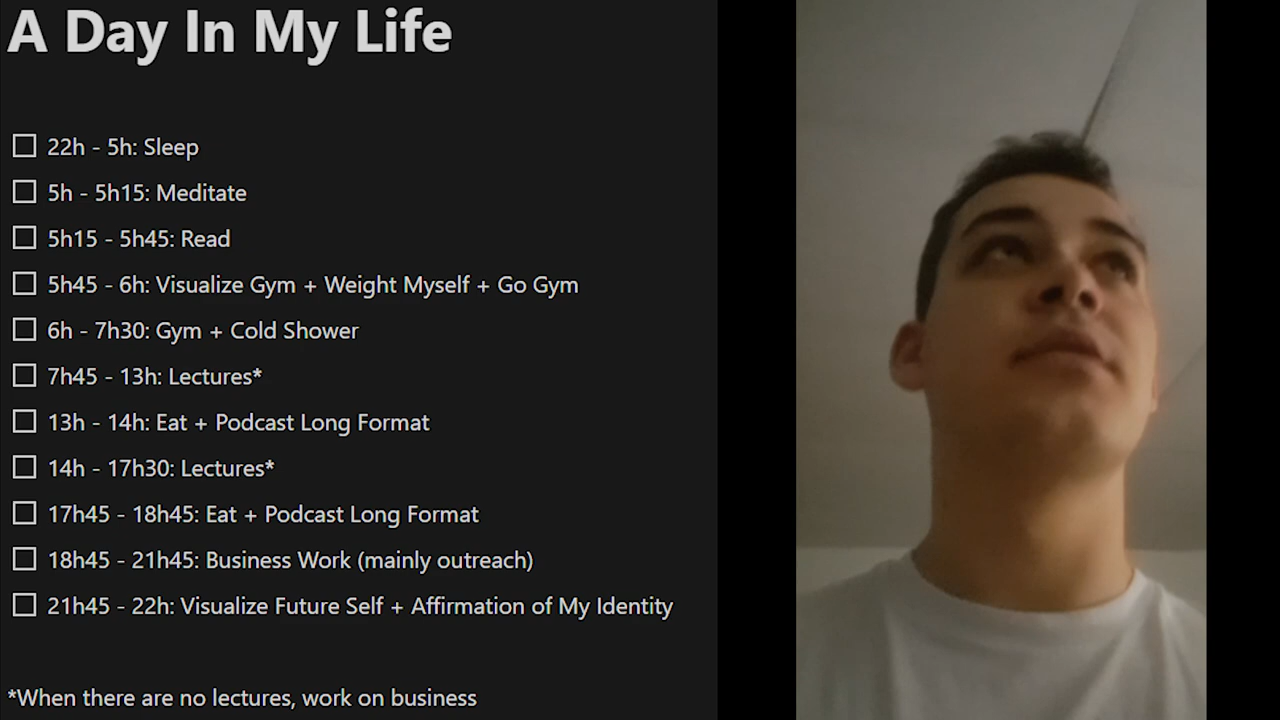 A Day In My Life
22h - 5h: Sleep
5h - 5h15: Meditate
5h15 - 5h45: Read
5h45 - 6h: Visualize Gym + Weight Myself + Go Gym
6h - 7h30: Gym + Cold Shower
7h45 - 13h: Lectures*
13h - 14h: Eat + Podcast Long Format
14h - 17h30: Lectures*
17h45 - 18h45: Eat + Podcast Long Format
18h45 - 21h45: Business Work (mainly outreach)
21h45 - 22h: Visualize Future Self + Affirmation of My Identity
*When there are no lectures, work on business